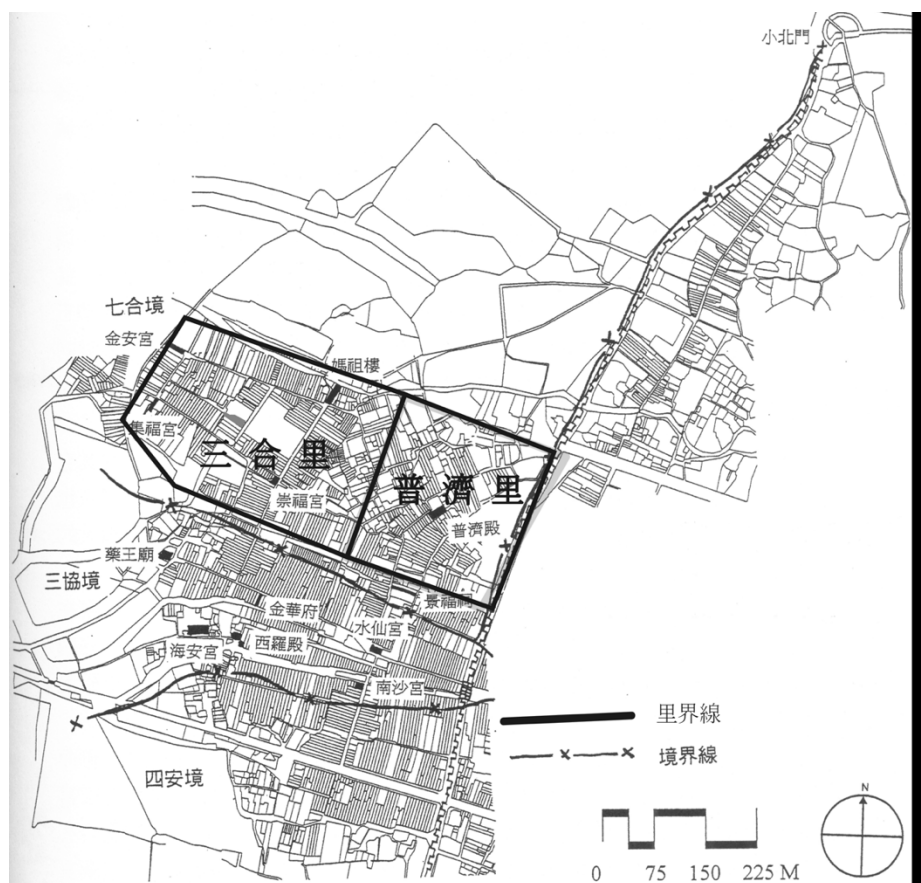 小北門
七合境
金安宮
媽祖樓
集福宮
三合里
普濟里
崇福宮
普濟殿
藥王廟
三協境
景福祠
金華府
水仙宮
海安宮
西羅殿
南沙宮
里界線
境界線
四安境
N
0 75 150 225 M